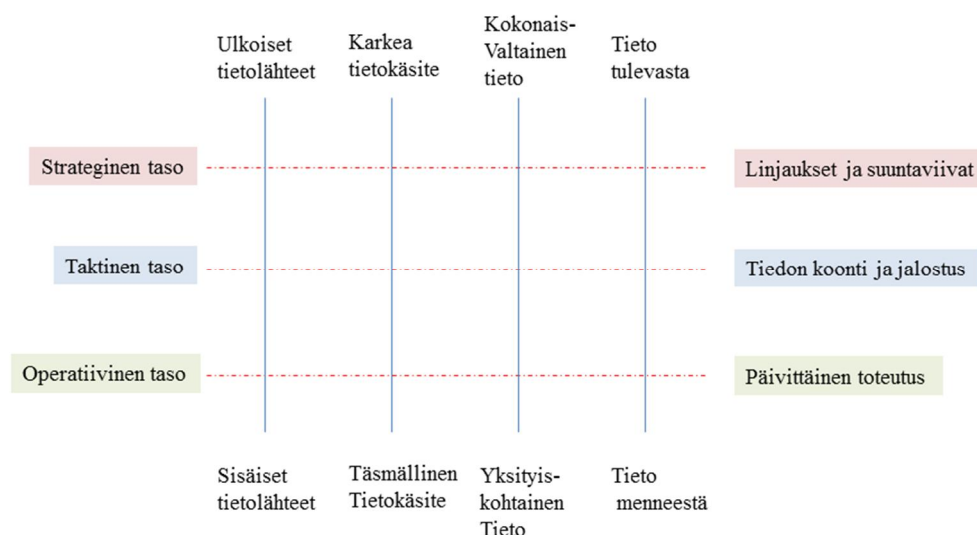 Ulkoiset
tietolähteet
Karkea
tietokäsite
Kokonais-
Valtainen
tieto
Tieto
tulevasta
Strateginen taso
Linjaukset ja suuntaviivat
Taktinen taso
Tiedon koonti ja jalostus
Operatiivinen taso
Päivittäinen toteutus
Sisäiset
tietolähteet
Täsmällinen
Tietokäsite
Yksityis-
kohtainen
Tieto
Tieto
menneestä